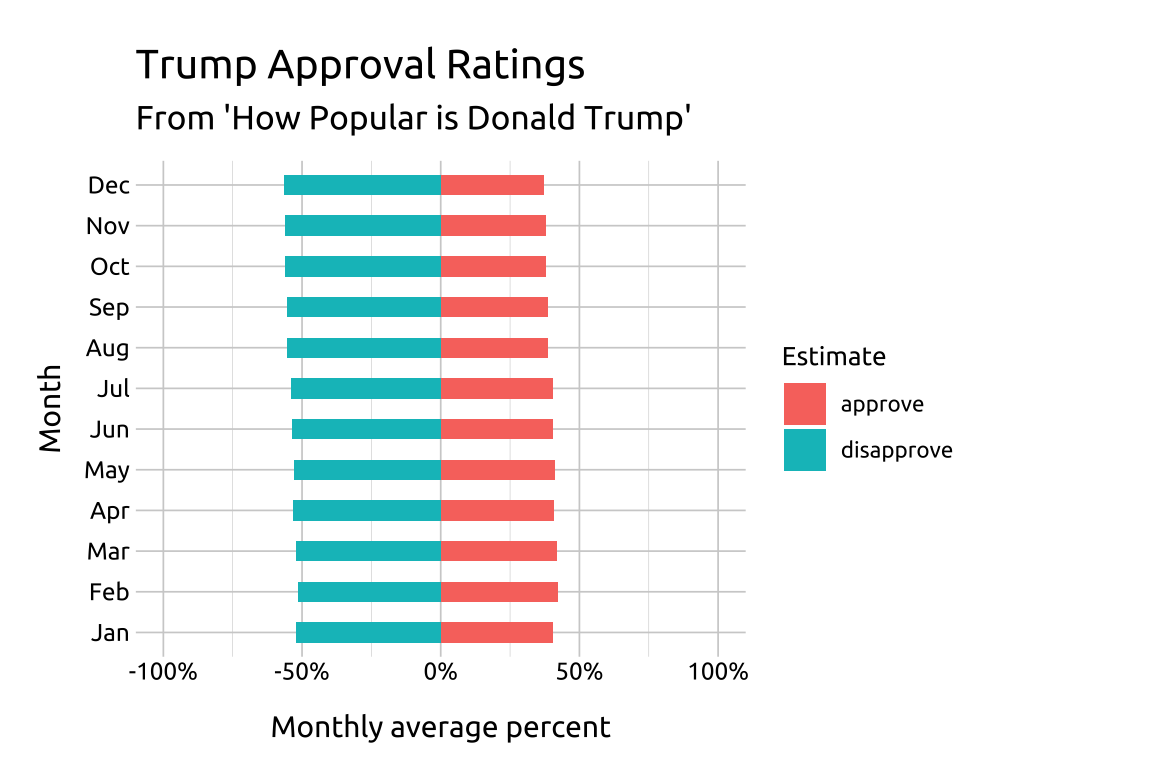 Trump Approval Ratings
From 'How Popular is Donald Trump'
Dec
Nov
Oct
Sep
Aug
Jul
Jun
May
Apr
Mar
Feb
Jan
Month
-100% -50% 0% 50% 100%
Monthly average percent
Estimate
approve
disapprove